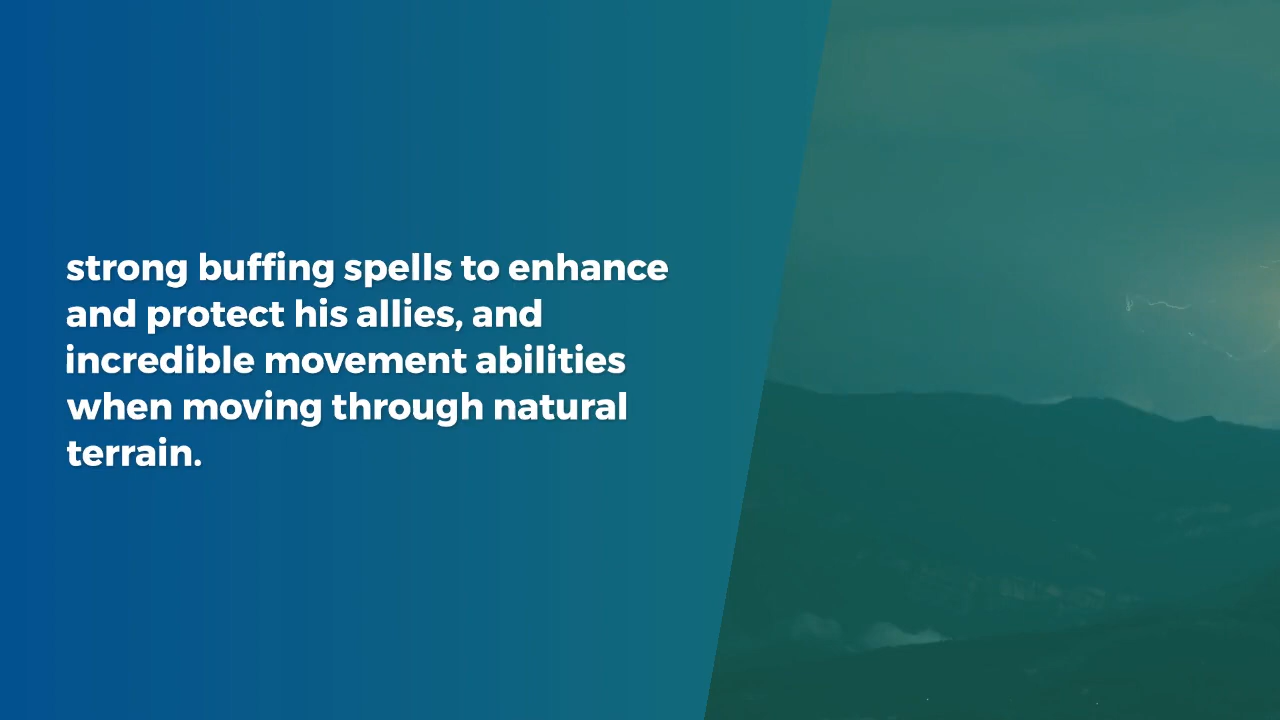 strong buffing spells to enhance
and protect his allies, and
incredible movement abilities
when moving through natural
terrain.